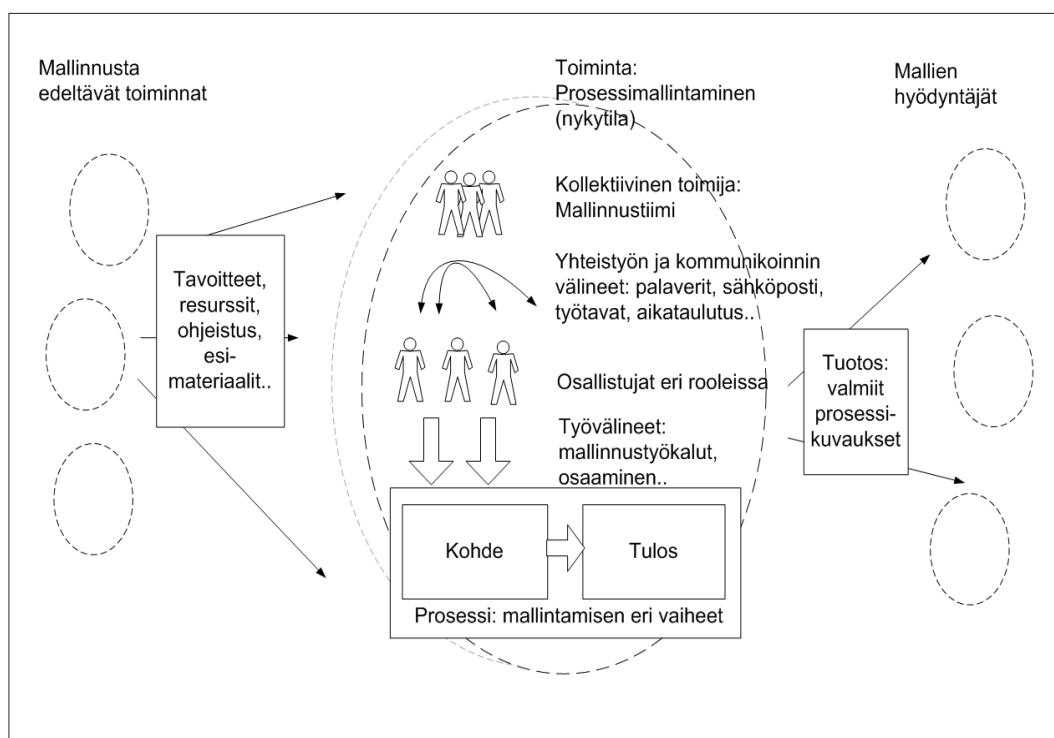 Mallinnusta
edeltävät toiminnat
Toiminta:
Prosessimallintaminen
(nykytila)
Mallien
hyödyntäjät
Kollektiivinen toimija:
Mallinnustiimi
Tavoitteet,
resurssit,
ohjeistus,
esi-
materiaalit..
Yhteistyön ja kommunikoinnin
välineet: palaverit, sähköposti,
työtavat, aikataulutus..
Osallistujat eri rooleissa
Tuotos:
valmiit
prosessi-
kuvaukset
Työvälineet:
mallinnustyökalut,
osaaminen..
Kohde
Tulos
Prosessi: mallintamisen eri vaiheet